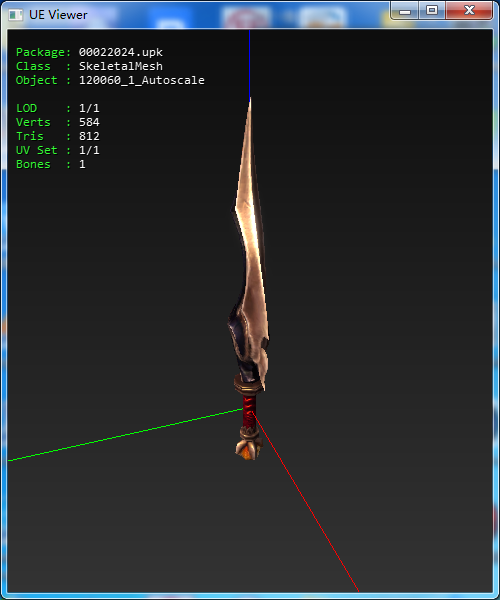 UE Viewer
Package: 00022024.upk
Class : SkeletalMesh
Object : 120060_1_Autoscale
LOD : 1/1
Verts : 584
Tris : 812
UV Set : 1/1
Bones : 1